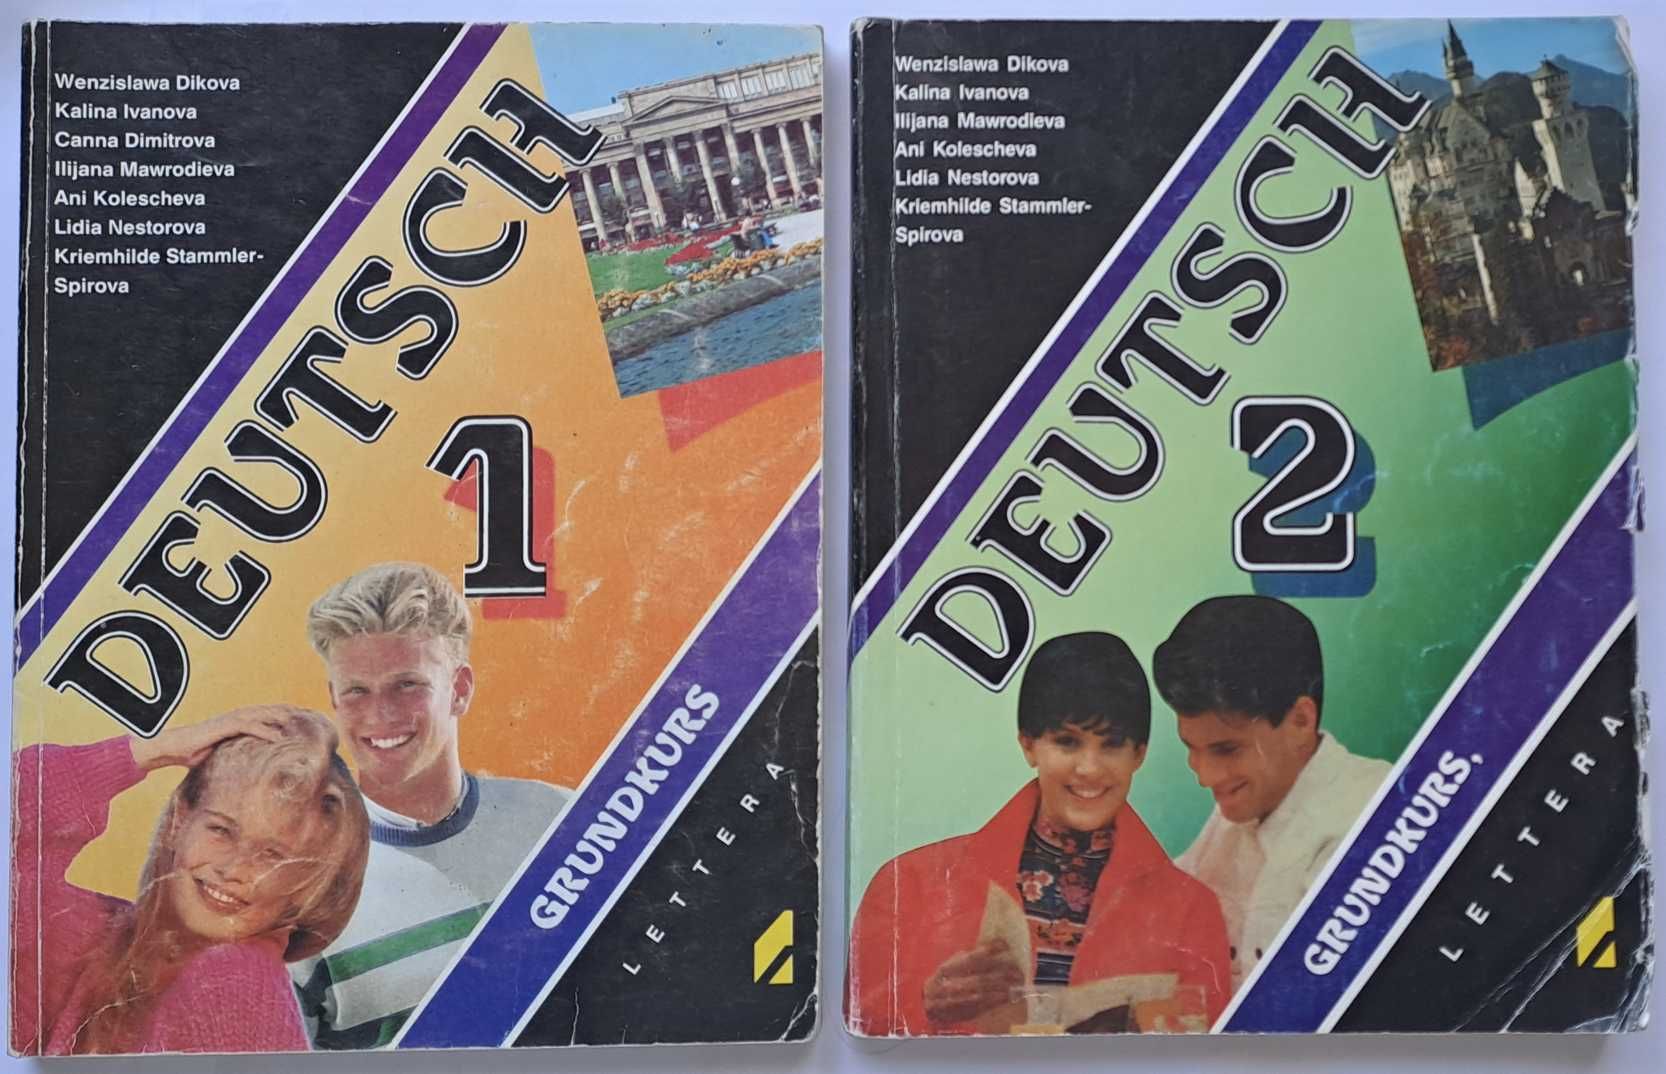 Wenzislawa Dikova
Kalina Ivanova
Canna Dimitrova
Ilijana Mawrodieva
Ani Kolescheva
Lidia Nestorova
Kriemhilde Stammler-
Spirova
DEUTSCH
1
GRUNDKURS
LETTERA
Wenzislawa Dikova
Kalina Ivanova
Ilijana Mawrodieva
Ani Kolescheva
Lidia Nestorova
Kriemhilde Stammler-
Spirova
DEUTSCH
2
GRUNDKURS,
LETTERA